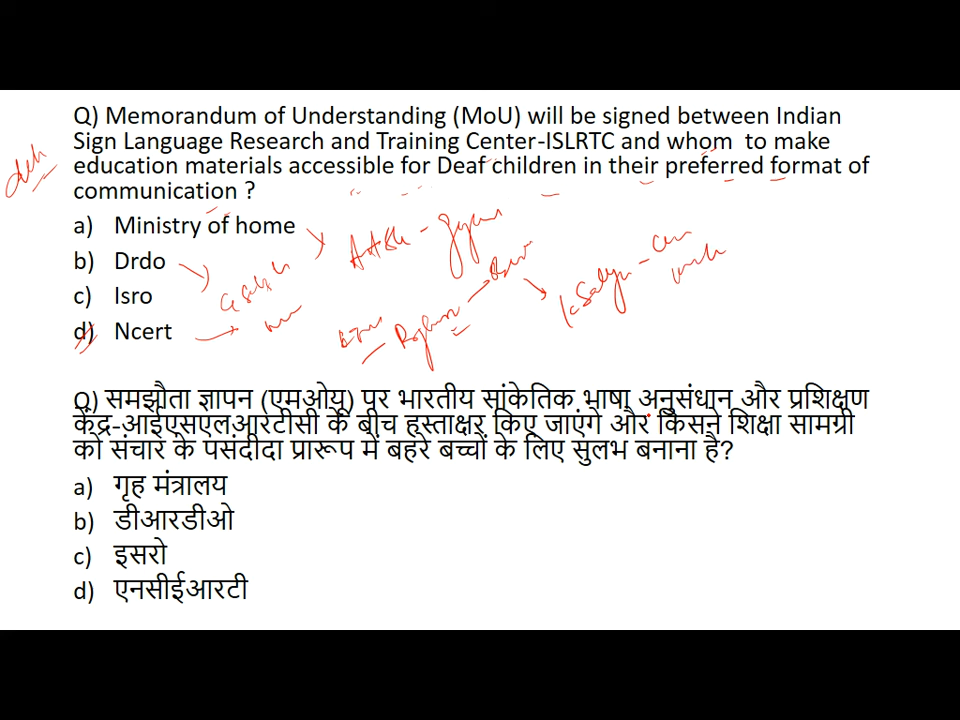 Q) Memorandum of Understanding (MoU) will be signed between Indian
Sign Language Research and Training Center-ISLRTC and whom to make
education materials accessible for Deaf children in their preferred format of
communication ?
a) Ministry of home
b) Drdo
c) Isro
d) Ncert
Q) समझौता ज्ञापन (एमओयू) पर भारतीय सांकेतिक भाषा अनुसंधान और प्रशिक्षण
केंद्र-आईएसएलआरटीसी के बीच हस्ताक्षर किए जाएंगे और किसने शिक्षा सामग्री
को संचार के पसंदीदा प्रारूप में बहरे बच्चों के लिए सुलभ बनाना है?
a) गृह मंत्रालय
b) डीआरडीओ
c) इसरो
d) एनसीईआरटी